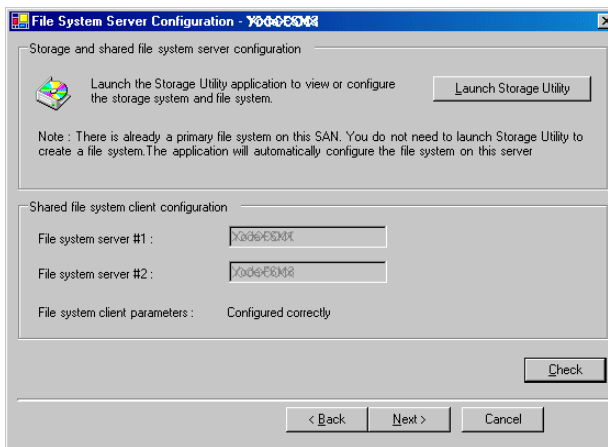 File System Server Configuration -
Storage and shared file system server configuration
Launch the Storage Utility application to view or configure
the storage system and file system.
Launch Storage Utility
Note : There is already a primary file system on this SAN. You do not need to launch Storage Utility to
create a file system.The application will automatically configure the file system on this server
Shared file system client configuration
File system server #1 :
File system server #2 :
File system client parameters : Configured correctly
Check
< Back
Next >
Cancel